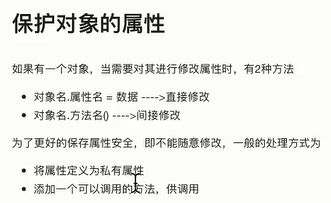 保护对象的属性
如果有一个对象，当需要对其进行修改属性时，有2种方法
• 对象名.属性名 = 数据 ---->直接修改
• 对象名.方法名() ---->间接修改
为了更好的保存属性安全，即不能随意修改，一般的处理方式为
• 将属性定义为私有属性
• 添加一个可以调用的方法，供调用